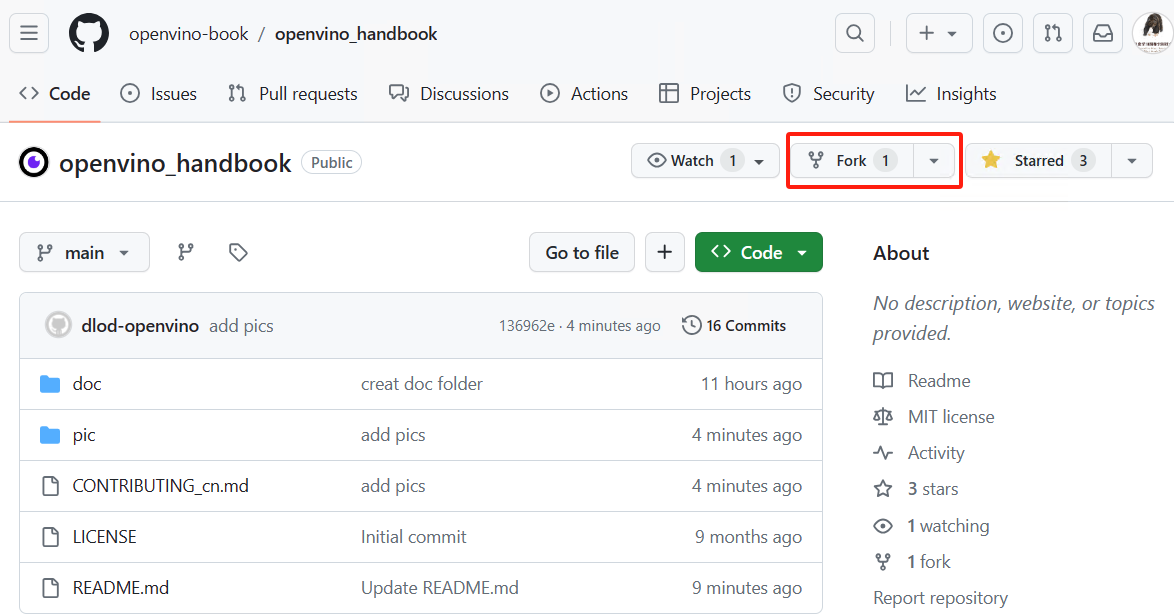 openvino-book / openvino_handbook
Code Issues Pull requests Discussions Actions Projects Security Insights
openvino_handbook Public Watch 1 Fork 1 Starred 3
main Go to file + Code
dlod-openvino add pics 136962e · 4 minutes ago 16 Commits
doc creat doc folder 11 hours ago
pic add pics 4 minutes ago
CONTRIBUTING_cn.md add pics 4 minutes ago
LICENSE Initial commit 9 months ago
README.md Update README.md 9 minutes ago
About
No description, website, or topics
provided.
Readme
MIT license
Activity
3 stars
1 watching
1 fork
Report repository